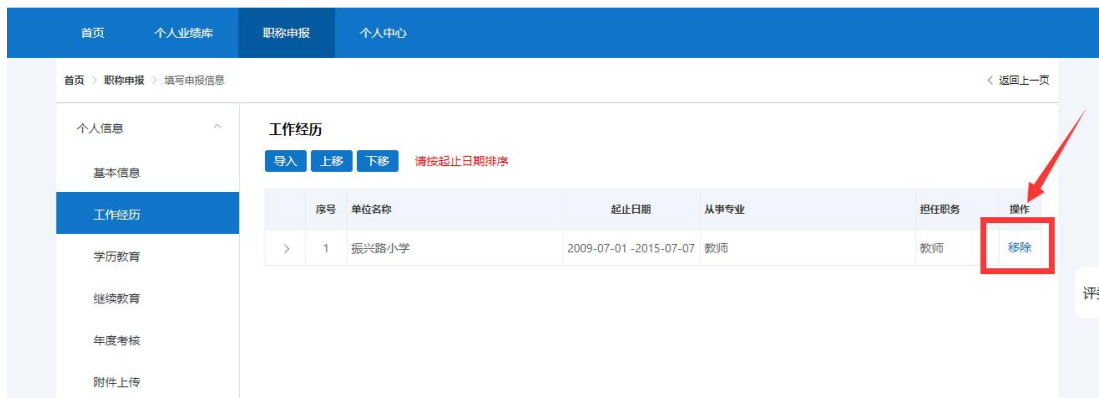 首页 个人业绩库 职称申报 个人中心
首页 > 职称申报 > 填写申报信息 < 返回上一页
个人信息
基本信息
工作经历
学历教育
继续教育
年度考核
附件上传
工作经历
导入 上移 下移 请按起止日期排序
序号 单位名称 起止日期 从事专业 担任职务 操作
> 1 振兴路小学 2009-07-01 -2015-07-07 教师 教师 移除